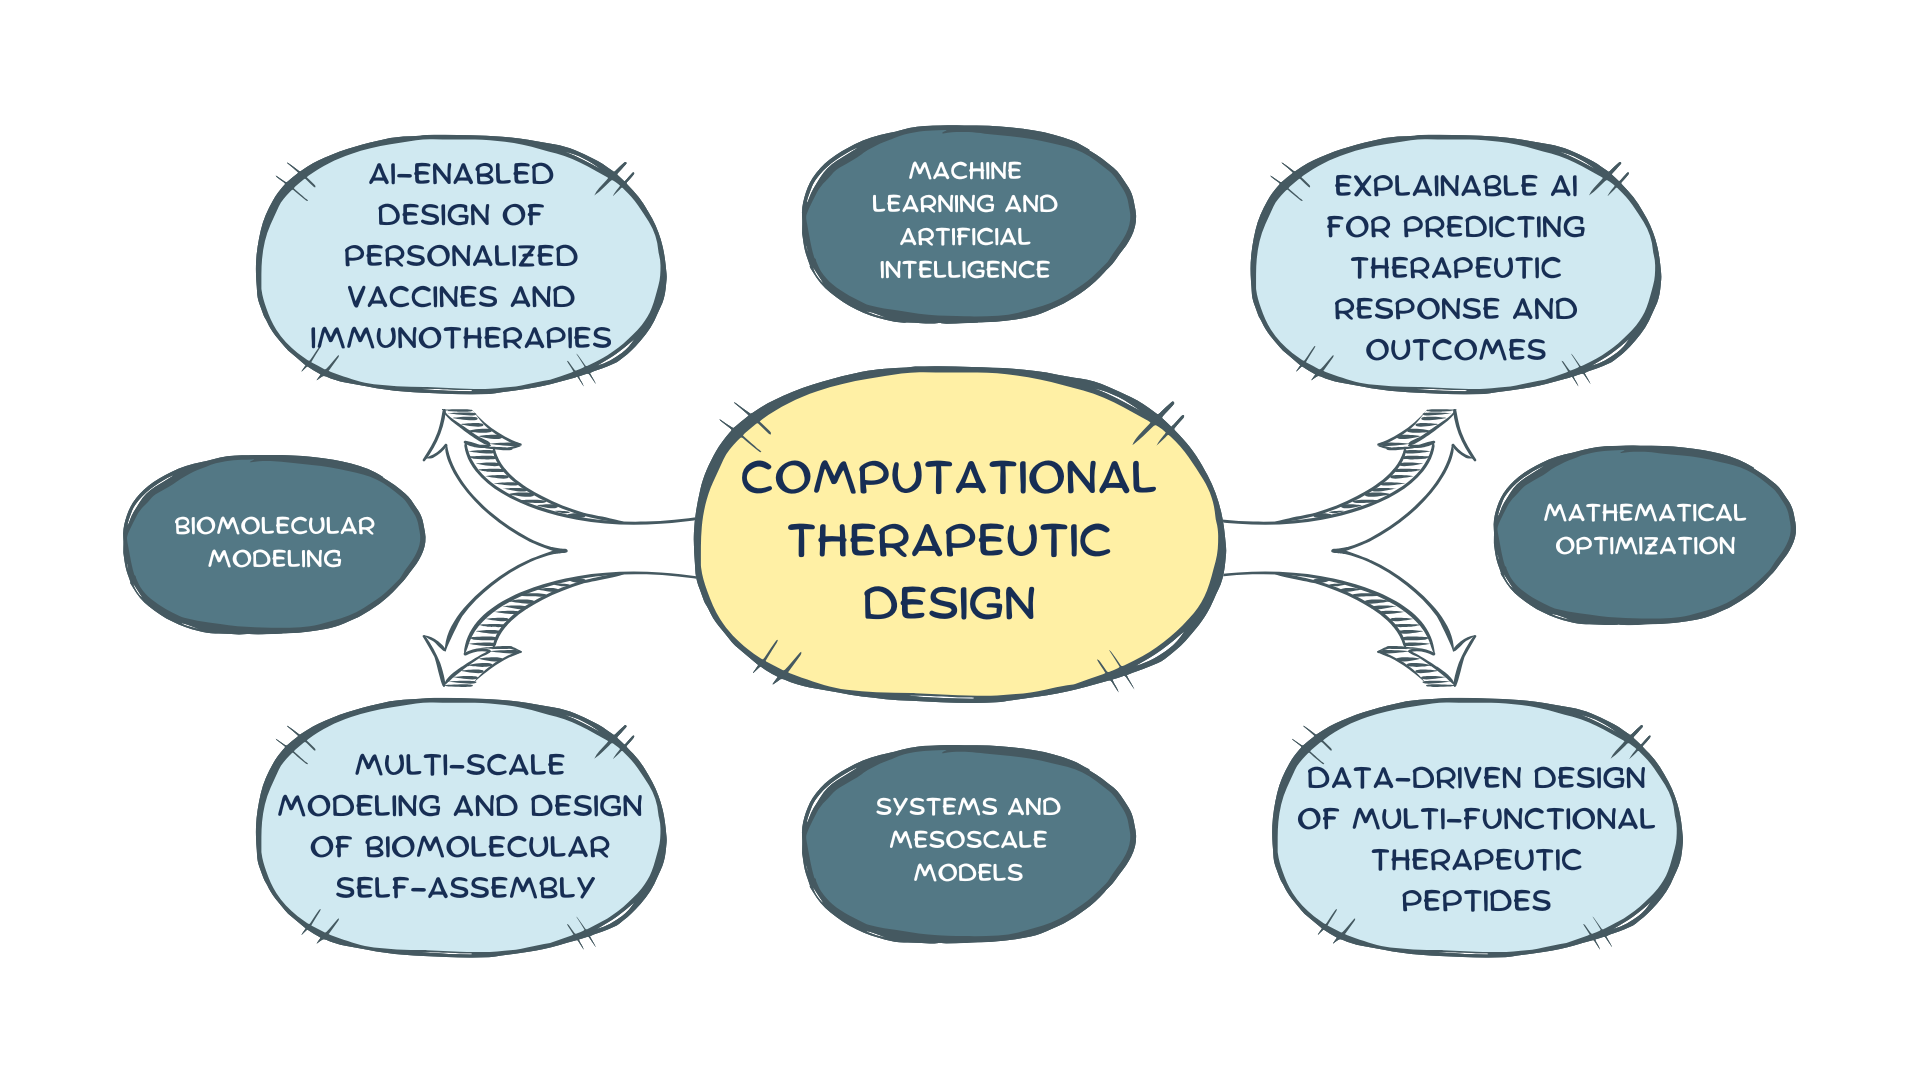 AI-ENABLED
DESIGN OF
PERSONALIZED
VACCINES AND
IMMUNOTHERAPIES
MACHINE
LEARNING AND
ARTIFICIAL
INTELLIGENCE
EXPLAINABLE AI
FOR PREDICTING
THERAPEUTIC
RESPONSE AND
OUTCOMES
BIOMOLECULAR
MODELING
COMPUTATIONAL
THERAPEUTIC
DESIGN
MATHEMATICAL
OPTIMIZATION
MULTI-SCALE
MODELING AND DESIGN
OF BIOMOLECULAR
SELF-ASSEMBLY
SYSTEMS AND
MESOSCALE
MODELS
DATA-DRIVEN DESIGN
OF MULTI-FUNCTIONAL
THERAPEUTIC
PEPTIDES